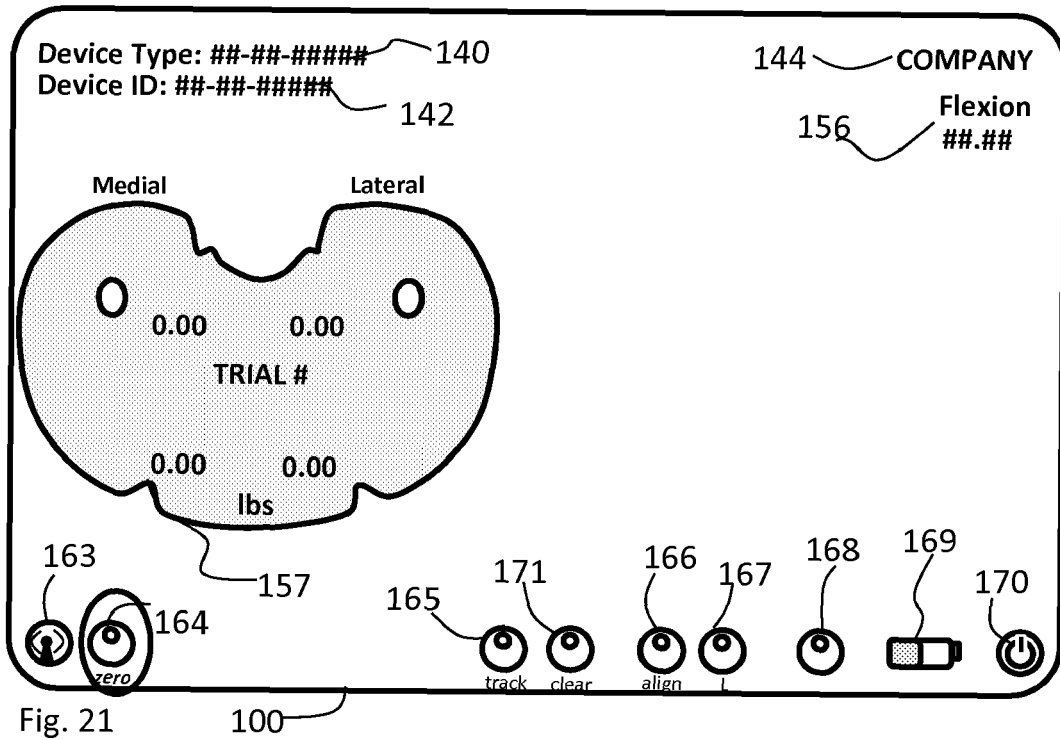 Device Type: ##-##-##### 140
144 COMPANY
Device ID: ##-##-#####
142
Flexion
156 ##.##
Medial Lateral
0.00 0.00
TRIAL #
0.00 0.00
lbs
163 164 157 165 171 166 167 168 169 170
zero track clear align L
Fig. 21 100